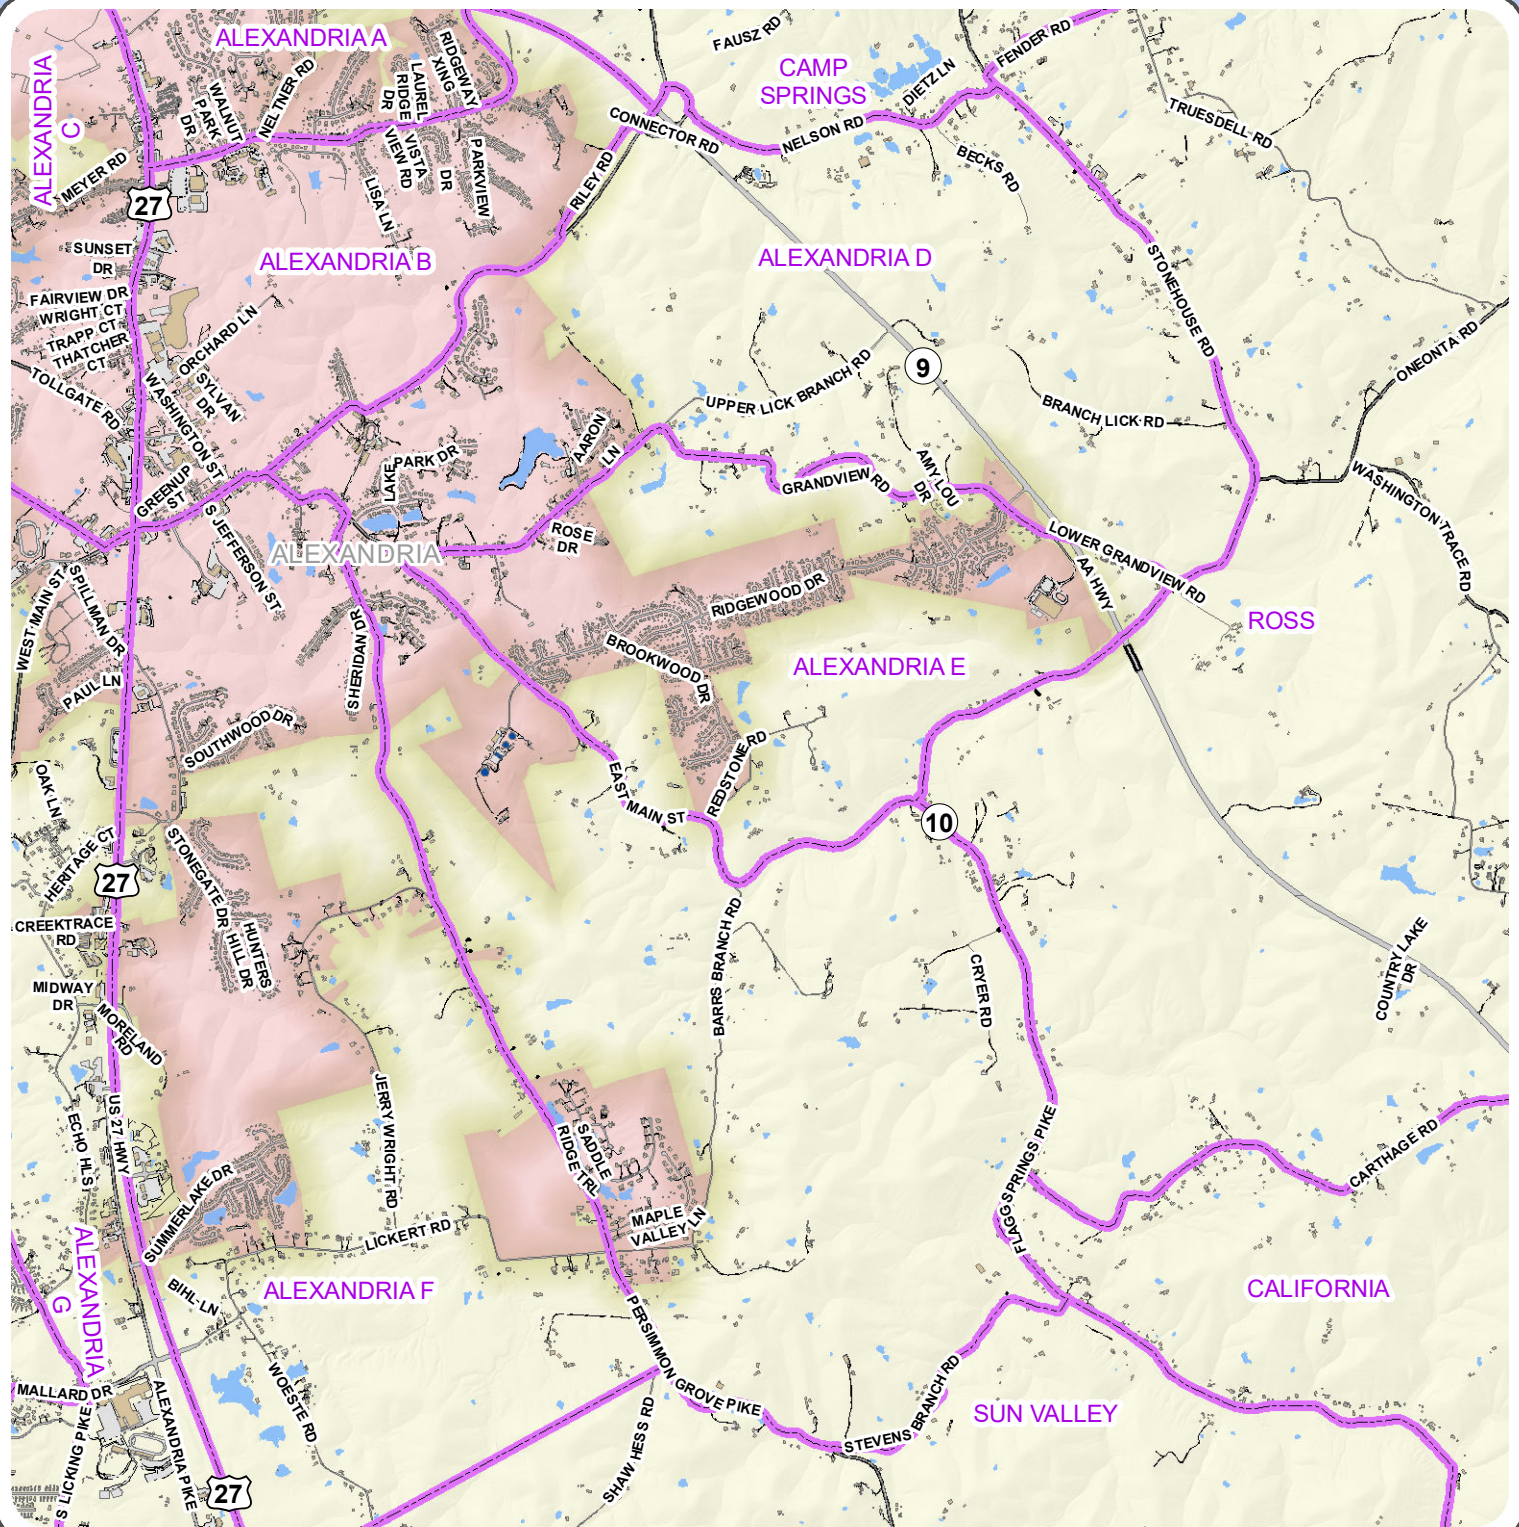 ALEXANDRIA A
ALEXANDRIA
C
MEYER RD
WALNUT
PARK
DR
NELTNER RD
LAUREL
RIDGE
DR
RIDGEWAY
XING
VISTA
VIEW RD
PARKVIEW
DR
LISA LN
RILEY RD
CONNECTOR RD
FAUSZ RD
CAMP
SPRINGS
DIETZ LN
FENDER RD
NELSON RD
BECKS RD
TRUESDELL RD
27
SUNSET
DR
ALEXANDRIA B
ALEXANDRIA D
STONEHOUSE RD
FAIRVIEW DR
WRIGHT CT
TRAPP CT
THATCHER
CT
TOLLGATE RD
ORCHARD LN
SYLVAN
DR
WASHINGTON ST
9
ONEONTA RD
UPPER LICK BRANCH RD
BRANCH LICK RD
GREENUP
ST
S JEFFERSON ST
LAKE
PARK DR
AARON
LN
ROSE
DR
GRANDVIEW RD
AMY LOU
DR
LOWER GRANDVIEW RD
AA HWY
WASHINGTON TRACE RD
ALEXANDRIA
WEST MAIN ST
SPILLMAN DR
PAUL LN
SHERIDAN DR
RIDGEWOOD DR
BROOKWOOD DR
ROSS
ALEXANDRIA E
SOUTHWOOD DR
REDSTONE RD
EAST MAIN ST
10
OAK LN
HERITAGE CT
27
STONEGATE DR
HUNTERS
HILL DR
CREEKTRACE
RD
MIDWAY
DR
MORELAND
RD
BARRS BRANCH RD
CRYER RD
COUNTRY LAKE
DR
US 27 HWY
ECHO HLS
JERRY WRIGHT RD
SADDLE
RIDGE TRL
MAPLE
VALLEY LN
FLAGG SPRINGS PIKE
CARTHAGE RD
SUMMERLAKE DR
LICKERT RD
ALEXANDRIA
G
BIHL LN
ALEXANDRIA F
CALIFORNIA
PERSIMMON GROVE PIKE
MALLARD DR
S LICKING PIKE
ALEXANDRIA PIKE
WOESTE RD
SHAW HESS RD
STEVENS BRANCH RD
SUN VALLEY
27